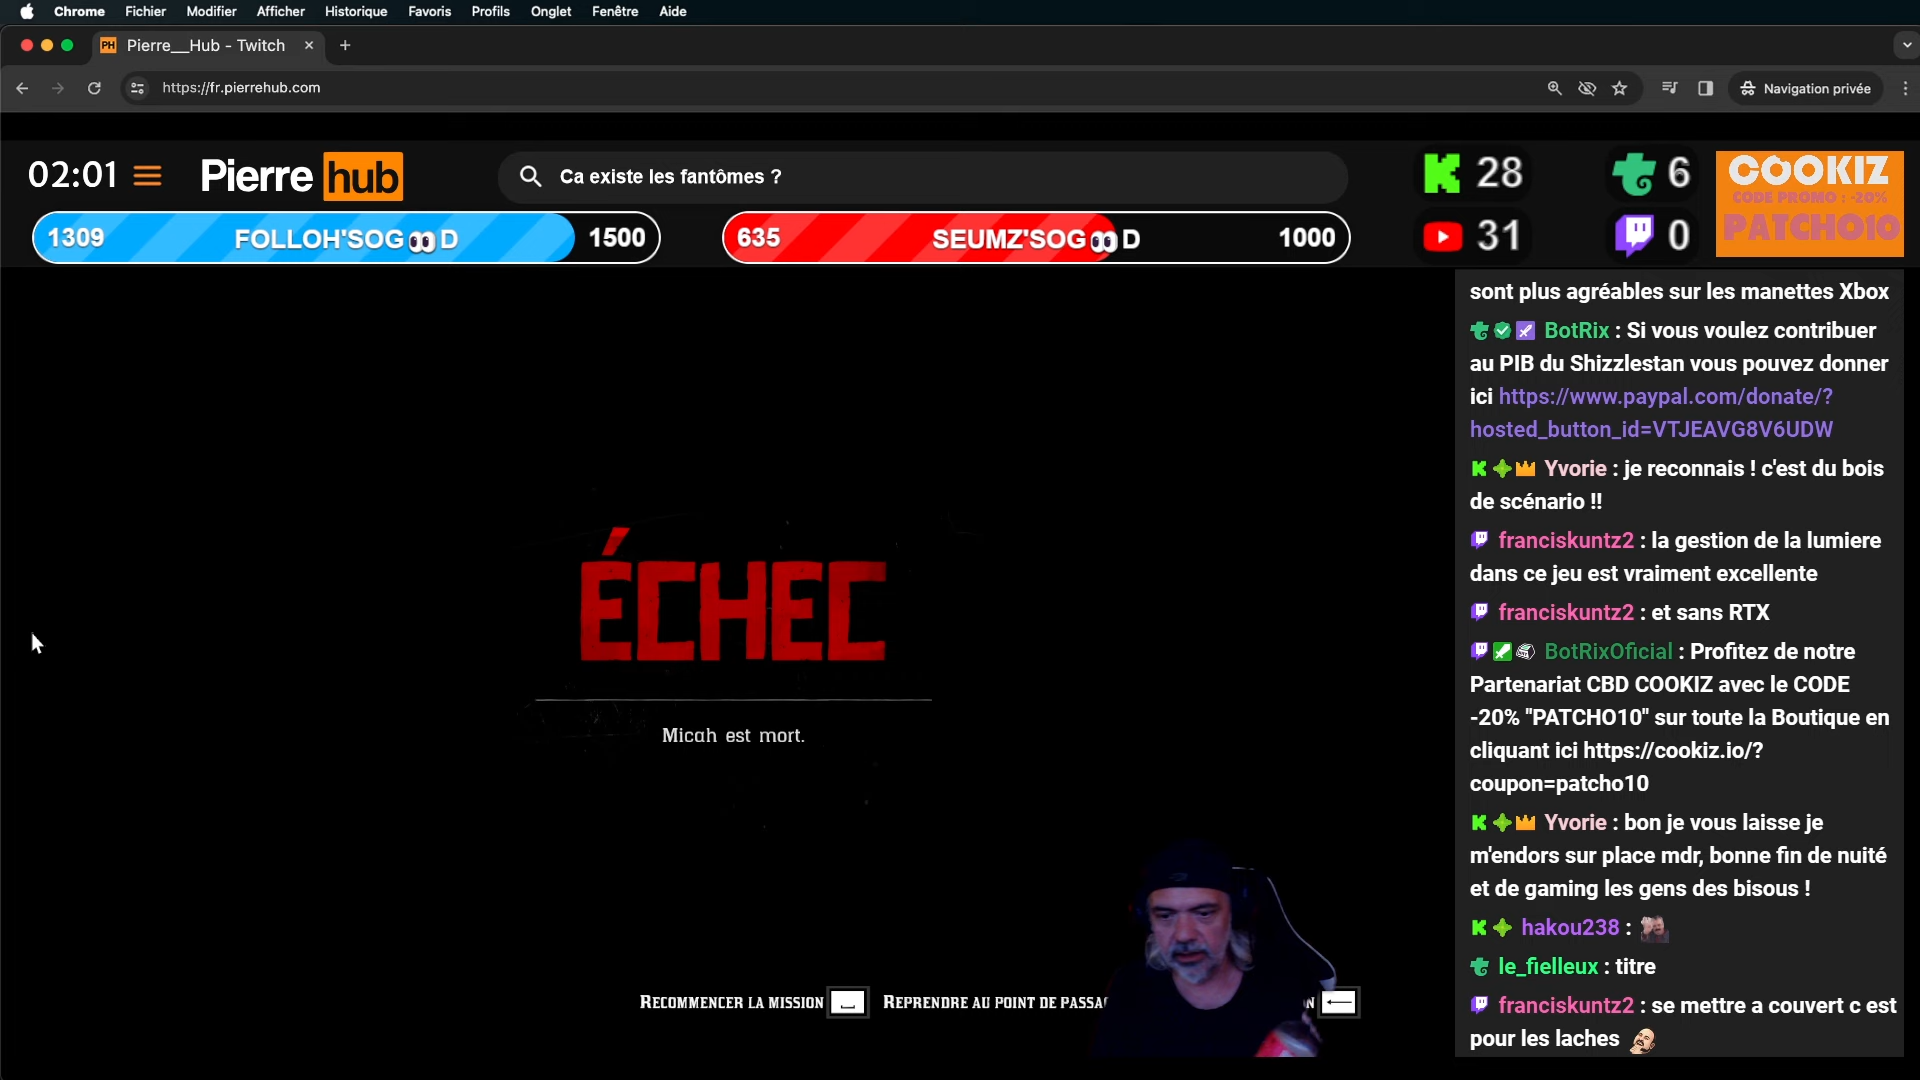 Chrome Fichier Modifier Afficher Historique Favoris Profils Onglet Fenêtre Aide
PH Pierre__Hub - Twitch
https://fr.pierrehub.com
Navigation privée
02:01 Pierre hub
Ca existe les fantômes ?
28
6
COOKIZ
CODE PROMO : -20%
PATCHO10
1309 FOLLOH'SOG👀D 1500
635 SEUMZ'SOG👀D 1000
31
0
sont plus agréables sur les manettes Xbox
BotRix : Si vous voulez contribuer
au PIB du Shizzlestan vous pouvez donner
ici https://www.paypal.com/donate/?
hosted_button_id=VTJEAVG8V6UDW
Yvorie : je reconnais ! c'est du bois
de scénario !!
franciskuntz2 : la gestion de la lumiere
dans ce jeu est vraiment excellente
franciskuntz2 : et sans RTX
BotRixOficial : Profitez de notre
Partenariat CBD COOKIZ avec le CODE
-20% "PATCHO10" sur toute la Boutique en
cliquant ici https://cookiz.io/?
coupon=patcho10
Yvorie : bon je vous laisse je
m'endors sur place mdr, bonne fin de nuité
et de gaming les gens des bisous !
hakou238 :
le_fielleux : titre
franciskuntz2 : se mettre a couvert c est
pour les laches
ÉCHEC
Micah est mort.
RECOMMENCER LA MISSION REPRENDRE AU POINT DE